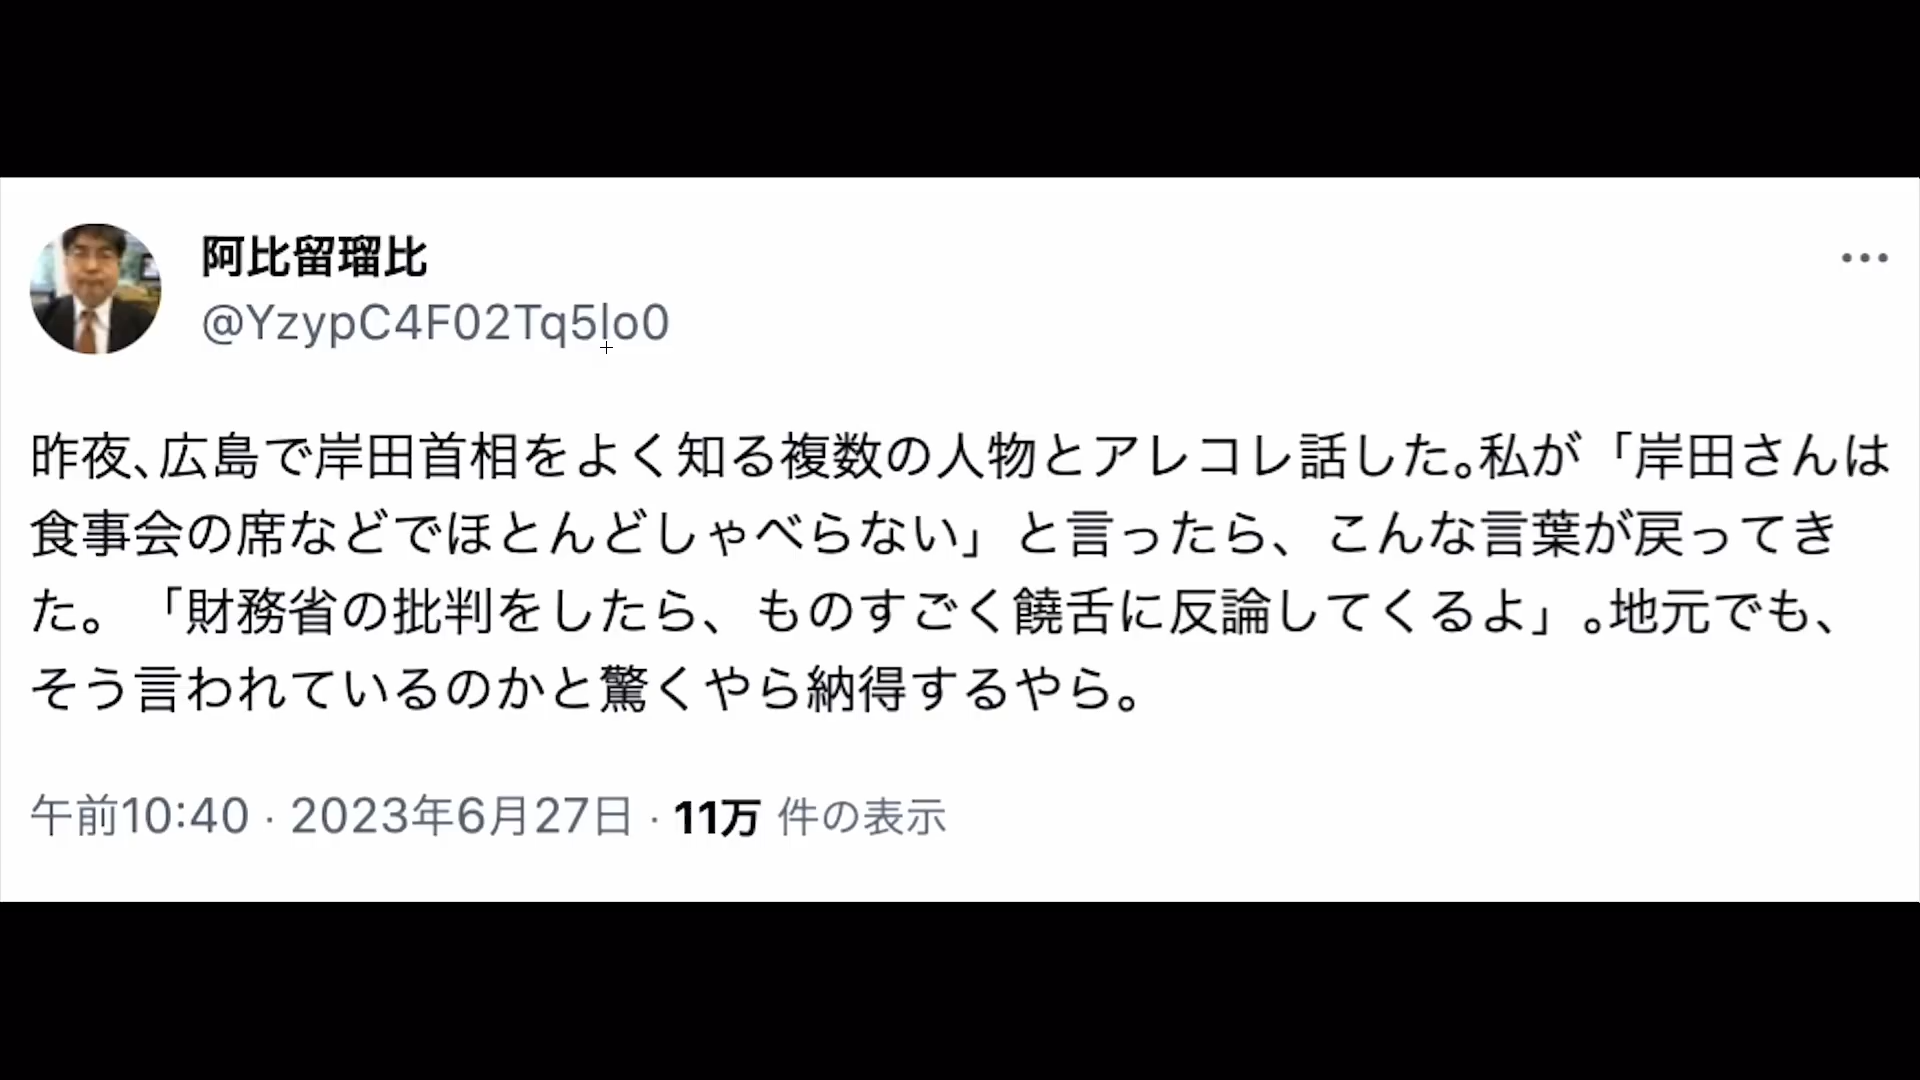 阿比留瑠比
@YzypC4F02Tq5lo0
昨夜、広島で岸田首相をよく知る複数の人物とアレコレ話した。私が「岸田さんは
食事会の席などでほとんどしゃべらない」と言ったら、こんな言葉が戻ってき
た。「財務省の批判をしたら、ものすごく饒舌に反論してくるよ」。地元でも、
そう言われているのかと驚くやら納得するやら。
午前10:40 · 2023年6月27日 · 11万 件の表示